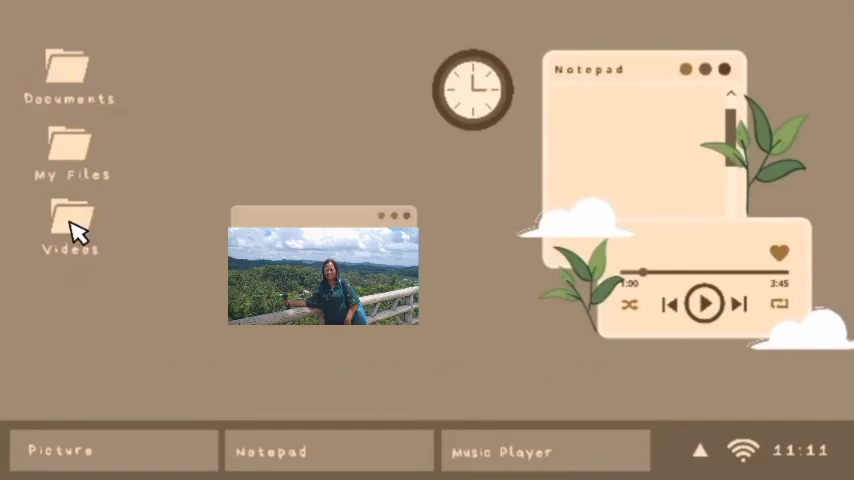 Documents
My Files
Videos
Notepad
1:00
3:45
Picture
Notepad
Music Player
11:11